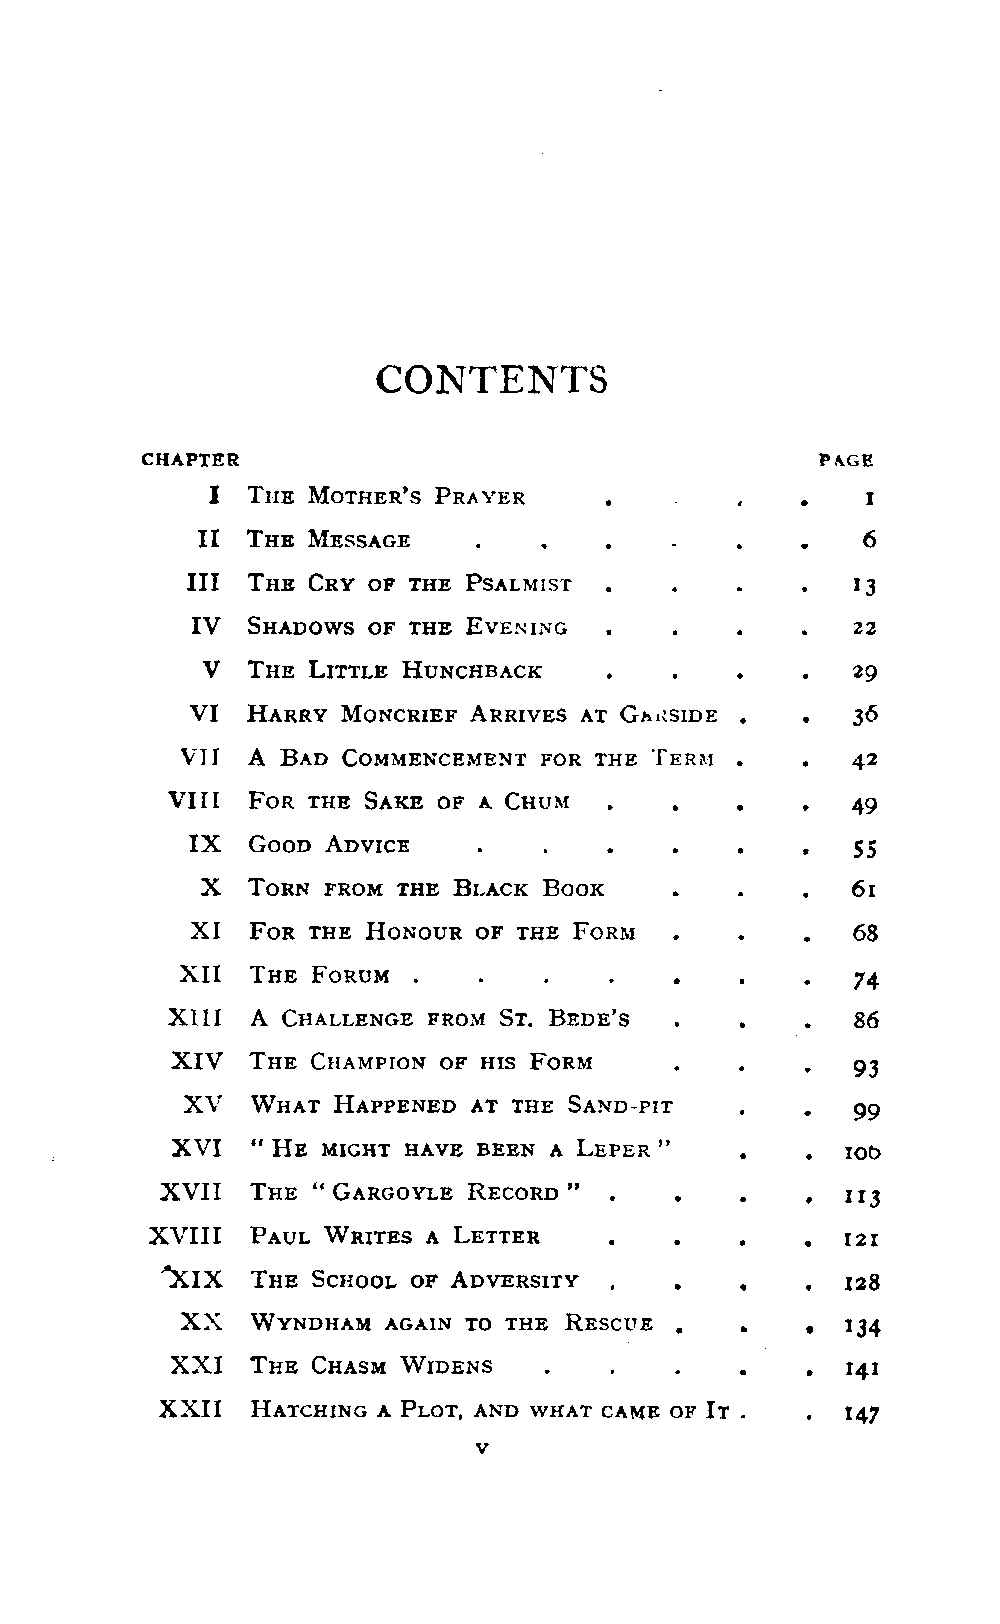 CONTENTS
CHAPTER PAGE
I The Mother's Prayer . . . 1
II The Message . . . . . . 6
III The Cry of the Psalmist . . . . 13
IV Shadows of the Evening . . . . 22
V The Little Hunchback . . . . 29
VI Harry Moncrief Arrives at Garside . . 36
VII A Bad Commencement for the Term . . 42
VIII For the Sake of a Chum . . . . 49
IX Good Advice . . . . . . 55
X Torn from the Black Book . . . 61
XI For the Honour of the Form . . . 68
XII The Forum . . . . . . . 74
XIII A Challenge from St. Bede's . . . 86
XIV The Champion of his Form . . . 93
XV What Happened at the Sand-pit . . 99
XVI "He might have been a Leper" . . 106
XVII The "Gargoyle Record" . . . . 113
XVIII Paul Writes a Letter . . . . 121
XIX The School of Adversity . . . . 128
XX Wyndham again to the Rescue . . . 134
XXI The Chasm Widens . . . . . 141
XXII Hatching a Plot, and what came of It . . 147
v